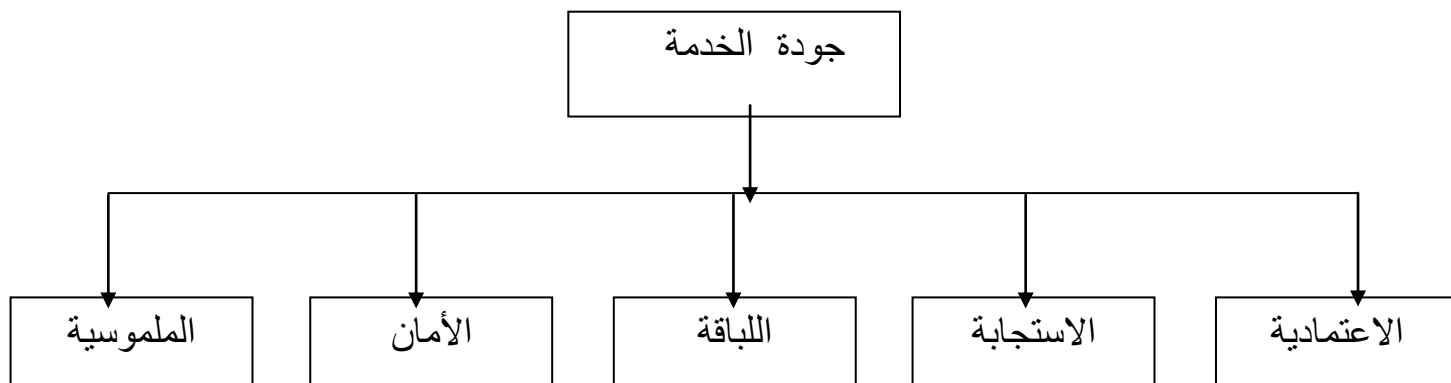 جودة الخدمة
الاعتمادية
الاستجابة
اللباقة
الأمان
الملموسية